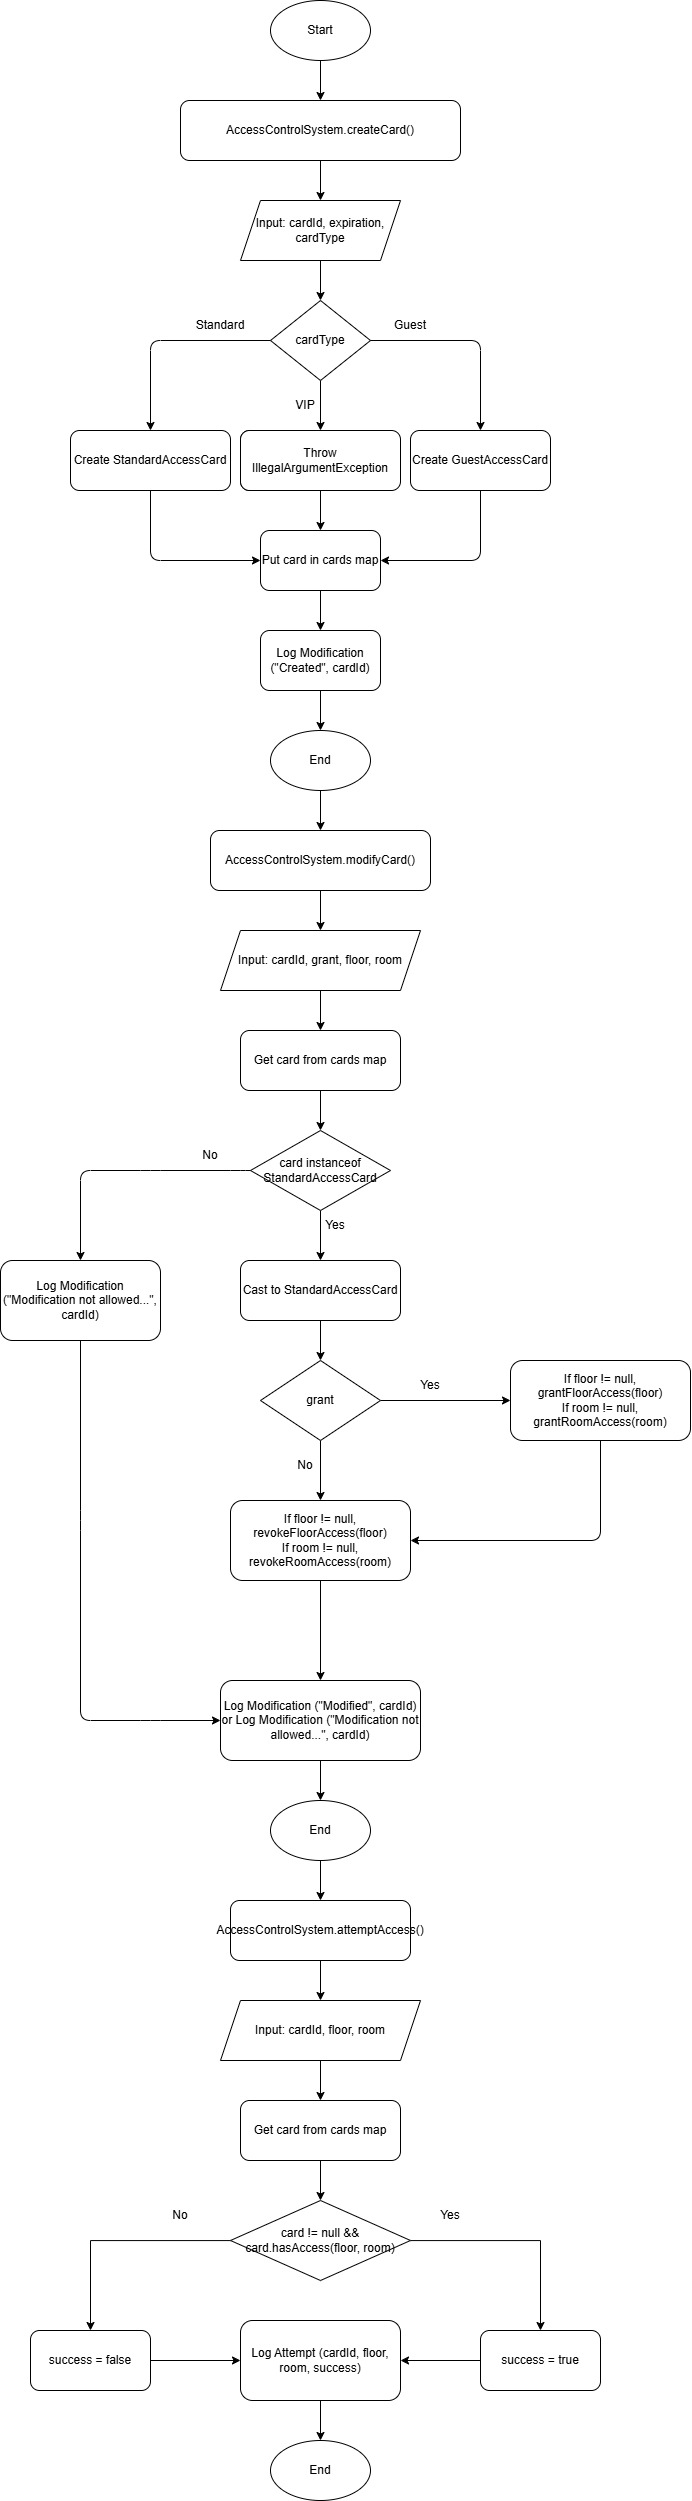 Start
AccessControlSystem.createCard()
Input: cardId, expiration,
cardType
Standard
Guest
cardType
VIP
Create StandardAccessCard
Throw
IllegalArgumentException
Create GuestAccessCard
Put card in cards map
Log Modification
("Created", cardId)
End
AccessControlSystem.modifyCard()
Input: cardId, grant, floor, room
Get card from cards map
No
card instanceof
StandardAccessCard
Yes
Log Modification
("Modification not allowed...",
cardId)
Cast to StandardAccessCard
grant
Yes
If floor != null,
grantFloorAccess(floor)
If room != null,
grantRoomAccess(room)
No
If floor != null,
revokeFloorAccess(floor)
If room != null,
revokeRoomAccess(room)
Log Modification ("Modified", cardId)
or Log Modification ("Modification not
allowed...", cardId)
End
AccessControlSystem.attemptAccess()
Input: cardId, floor, room
Get card from cards map
No
Yes
card != null &&
card.hasAccess(floor, room)
success = false
Log Attempt (cardId, floor,
room, success)
success = true
End